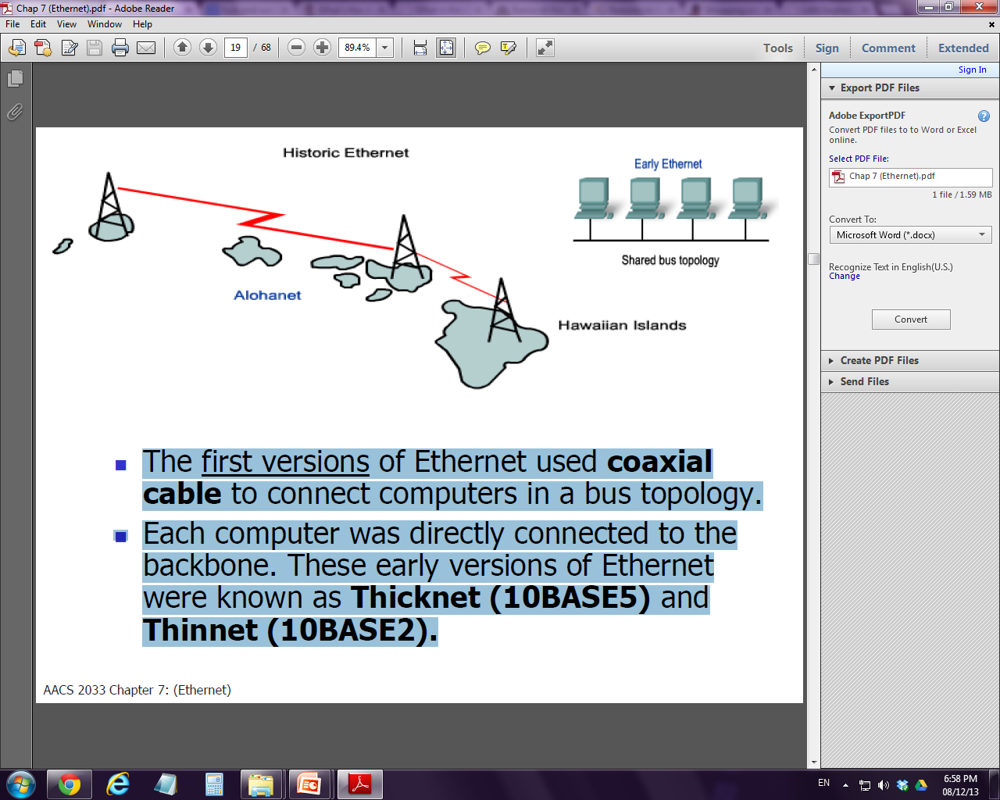 Chap 7 (Ethernet).pdf - Adobe Reader
File Edit View Window Help
19 / 68 89.4% Tools Sign Comment Extended
Sign In
Export PDF Files
Adobe ExportPDF
Convert PDF files to to Word or Excel
online.
Select PDF File:
Chap 7 (Ethernet).pdf
1 file / 1.59 MB
Convert To:
Microsoft Word (*.docx)
Recognize Text in English(U.S.)
Change
Convert
Create PDF Files
Send Files
Historic Ethernet
Early Ethernet
Shared bus topology
Alohanet
Hawaiian Islands
The first versions of Ethernet used coaxial
cable to connect computers in a bus topology.
Each computer was directly connected to the
backbone. These early versions of Ethernet
were known as Thicknet (10BASE5) and
Thinnet (10BASE2).
AACS 2033 Chapter 7: (Ethernet)
EN
6:58 PM
08/12/13